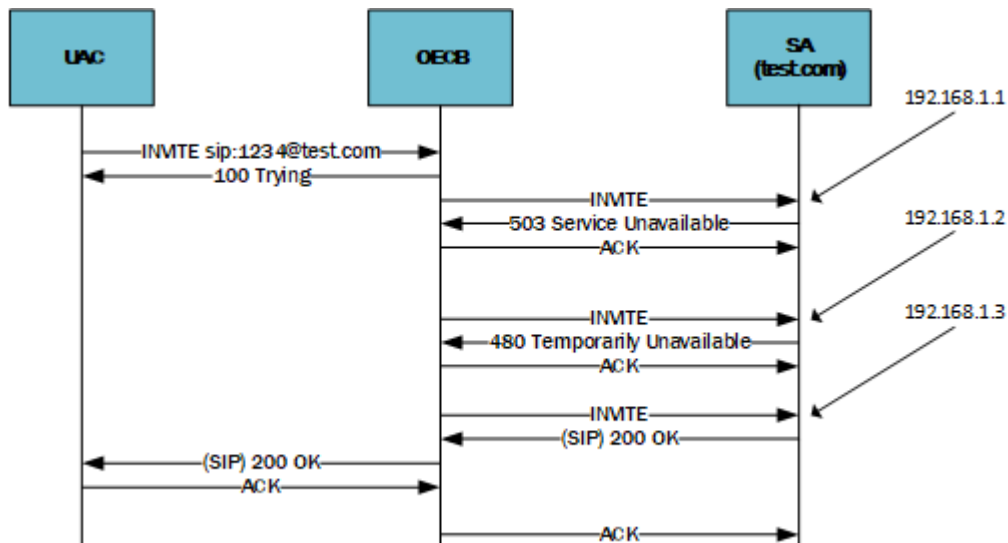 UAC
OECB
SA
(test.com)
192.168.1.1
INVITE sip:1234@test.com
100 Trying
INVITE
503 Service Unavailable
192.168.1.2
ACK
INVITE
192.168.1.3
480 Temporarily Unavailable
ACK
INVITE
(SIP) 200 OK
(SIP) 200 OK
ACK
ACK